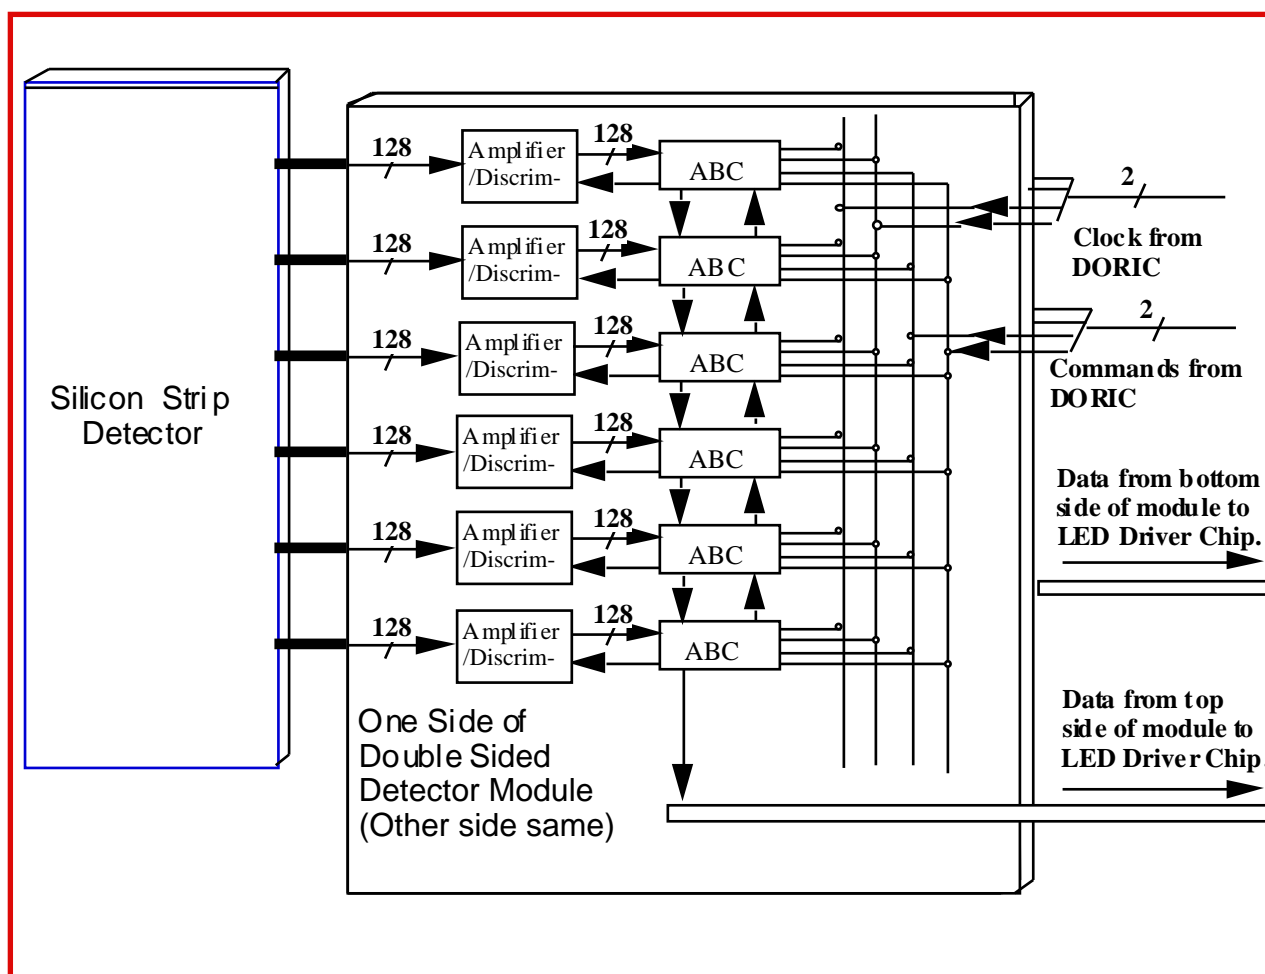 128
Amplifier
/Discrim-
128
ABC
128
Amplifier
/Discrim-
128
ABC
128
Amplifier
/Discrim-
128
ABC
128
Amplifier
/Discrim-
128
ABC
128
Amplifier
/Discrim-
128
ABC
128
Amplifier
/Discrim-
128
ABC
Silicon Strip
Detector
One Side of
Double Sided
Detector Module
(Other side same)
2
Clock from
DORIC
2
Commands from
DORIC
Data from bottom
side of module to
LED Driver Chip.
Data from top
side of module to
LED Driver Chip.